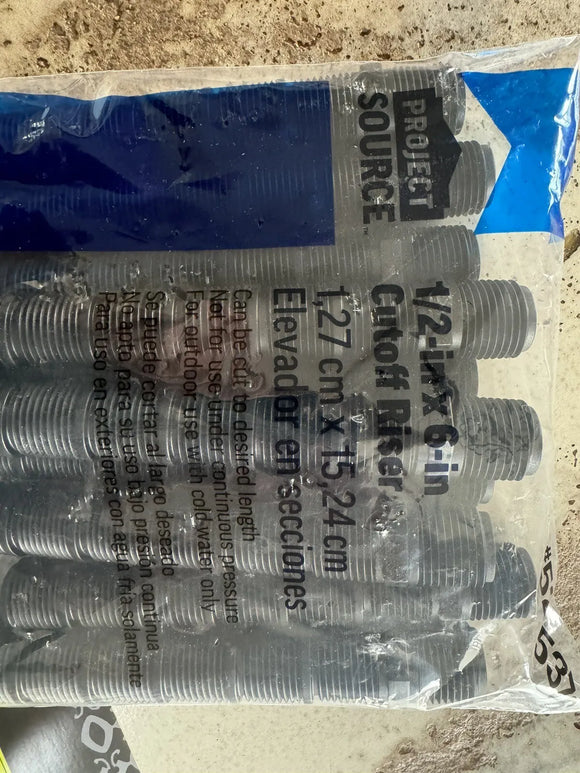 PROJECT
SOURCE™
1/2-in x 6-in
Cutoff Riser
1,27 cm x 15,24 cm
Elevador en secciones
Can be cut to desired length
Not for use under continuous pressure
For outdoor use with cold water only
Se puede cortar al largo deseado
No apto para su uso bajo presión continua
Para uso en exteriores con agua fría solamente